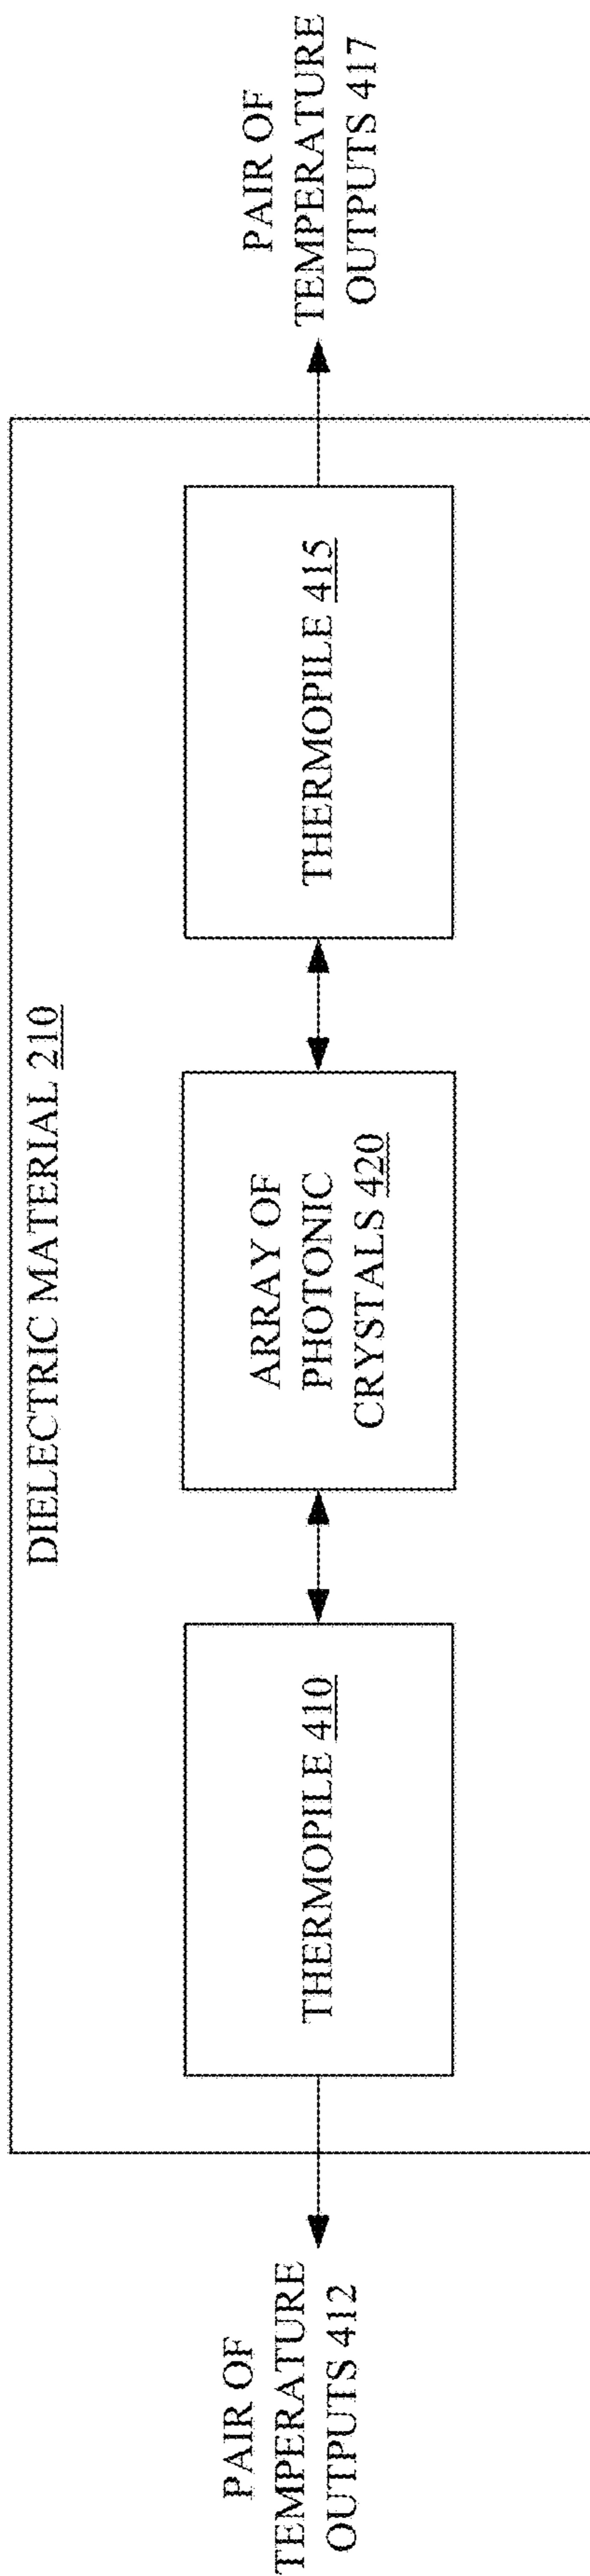 DIELECTRIC MATERIAL 210
PAIR OF
TEMPERATURE
OUTPUTS 412
THERMOPILE 410
ARRAY OF
PHOTONIC
CRYSTALS 420
THERMOPILE 415
PAIR OF
TEMPERATURE
OUTPUTS 417